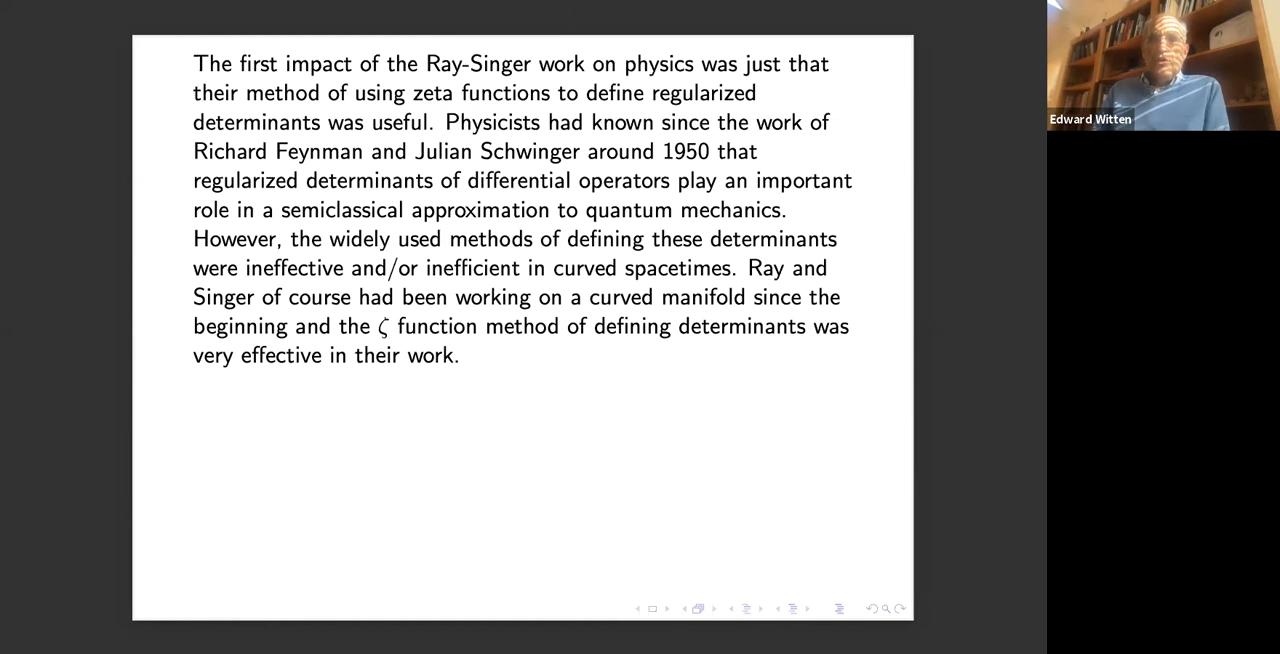 The first impact of the Ray-Singer work on physics was just that
their method of using zeta functions to define regularized
determinants was useful. Physicists had known since the work of
Richard Feynman and Julian Schwinger around 1950 that
regularized determinants of differential operators play an important
role in a semiclassical approximation to quantum mechanics.
However, the widely used methods of defining these determinants
were ineffective and/or inefficient in curved spacetimes. Ray and
Singer of course had been working on a curved manifold since the
beginning and the ζ function method of defining determinants was
very effective in their work.
Edward Witten